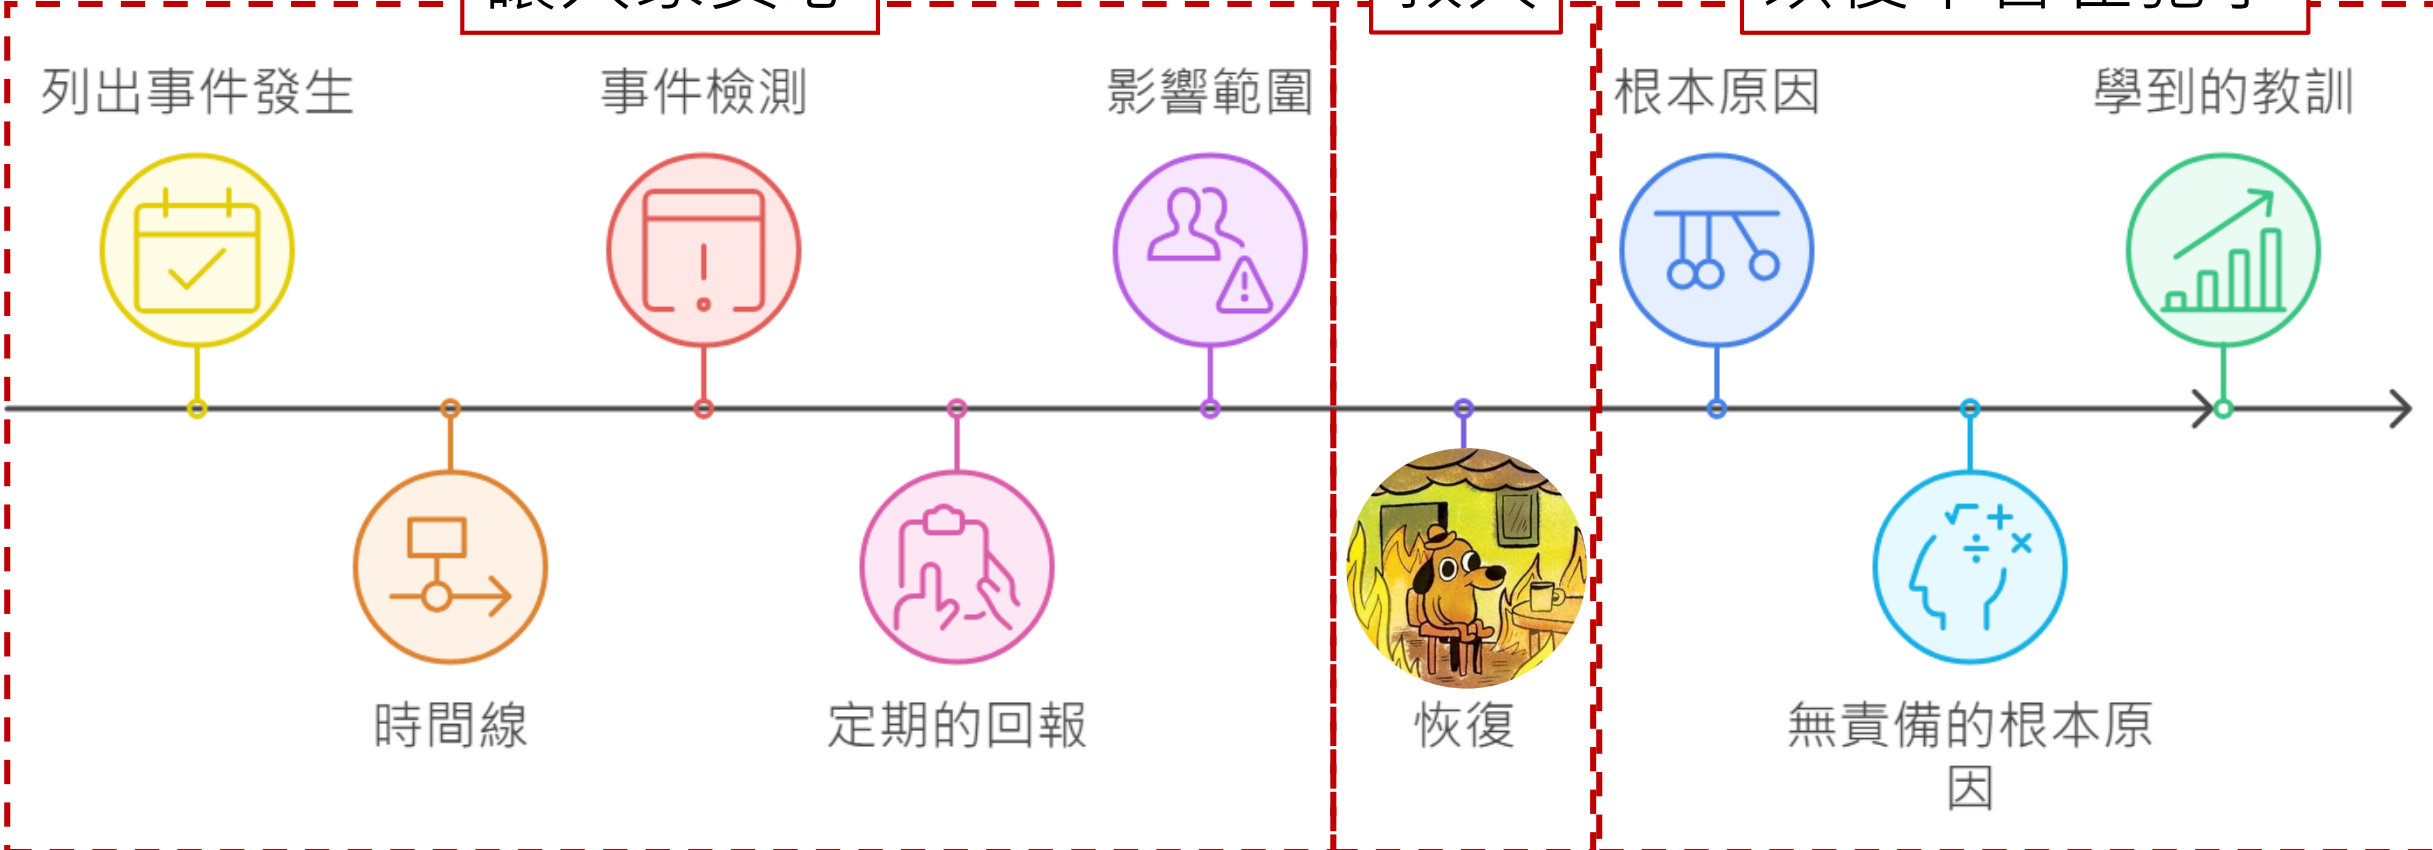 列出事件發生
事件檢測
影響範圍
根本原因
學到的教訓
時間線
定期的回報
恢復
無責備的根本原
因